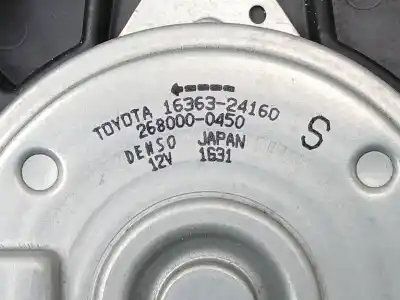 TOYOTA 16363-24160
268000-0450
DENSO JAPAN
12V 1631
S